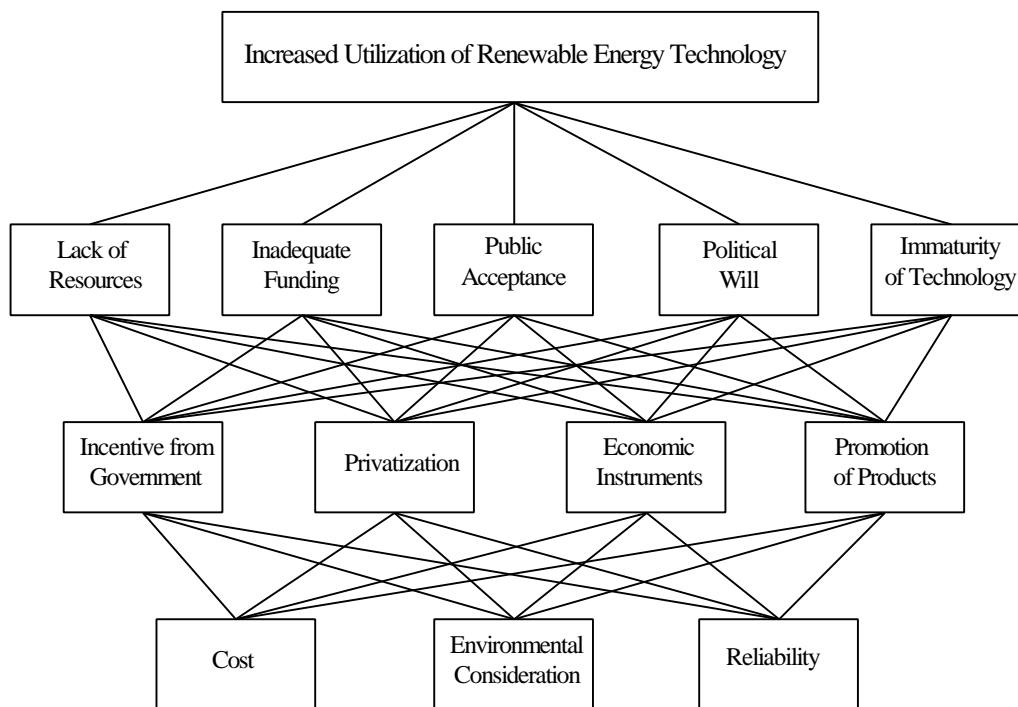 Increased Utilization of Renewable Energy Technology
Lack of
Resources
Inadequate
Funding
Public
Acceptance
Political
Will
Immaturity
of Technology
Incentive from
Government
Privatization
Economic
Instruments
Promotion
of Products
Cost
Environmental
Consideration
Reliability